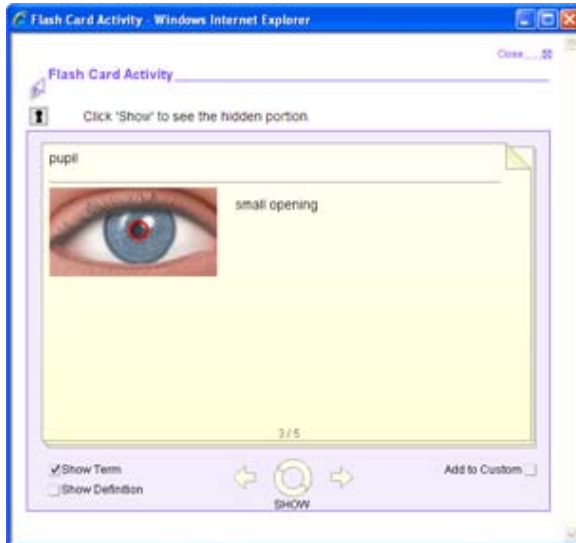 Flash Card Activity - Windows Internet Explorer
Close
Flash Card Activity
Click 'Show' to see the hidden portion.
pupil
small opening
3 / 5
Show Term
Show Definition
SHOW
Add to Custom